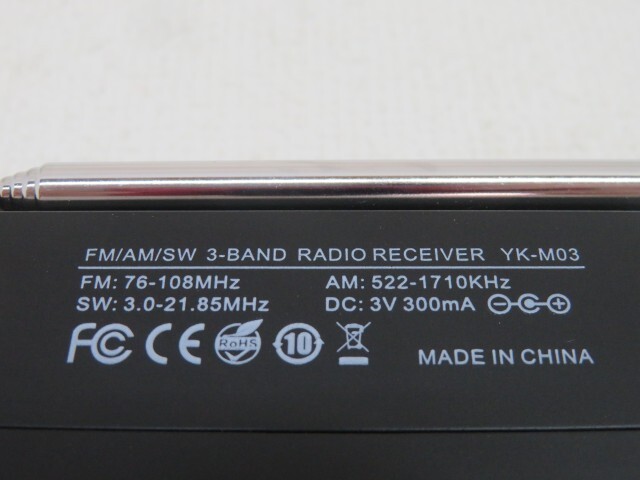 FM/AM/SW 3-BAND RADIO RECEIVER YK-M03
FM: 76-108MHz AM: 522-1710KHz
SW: 3.0-21.85MHz DC: 3V 300mA
FC CE RoHS 10 MADE IN CHINA